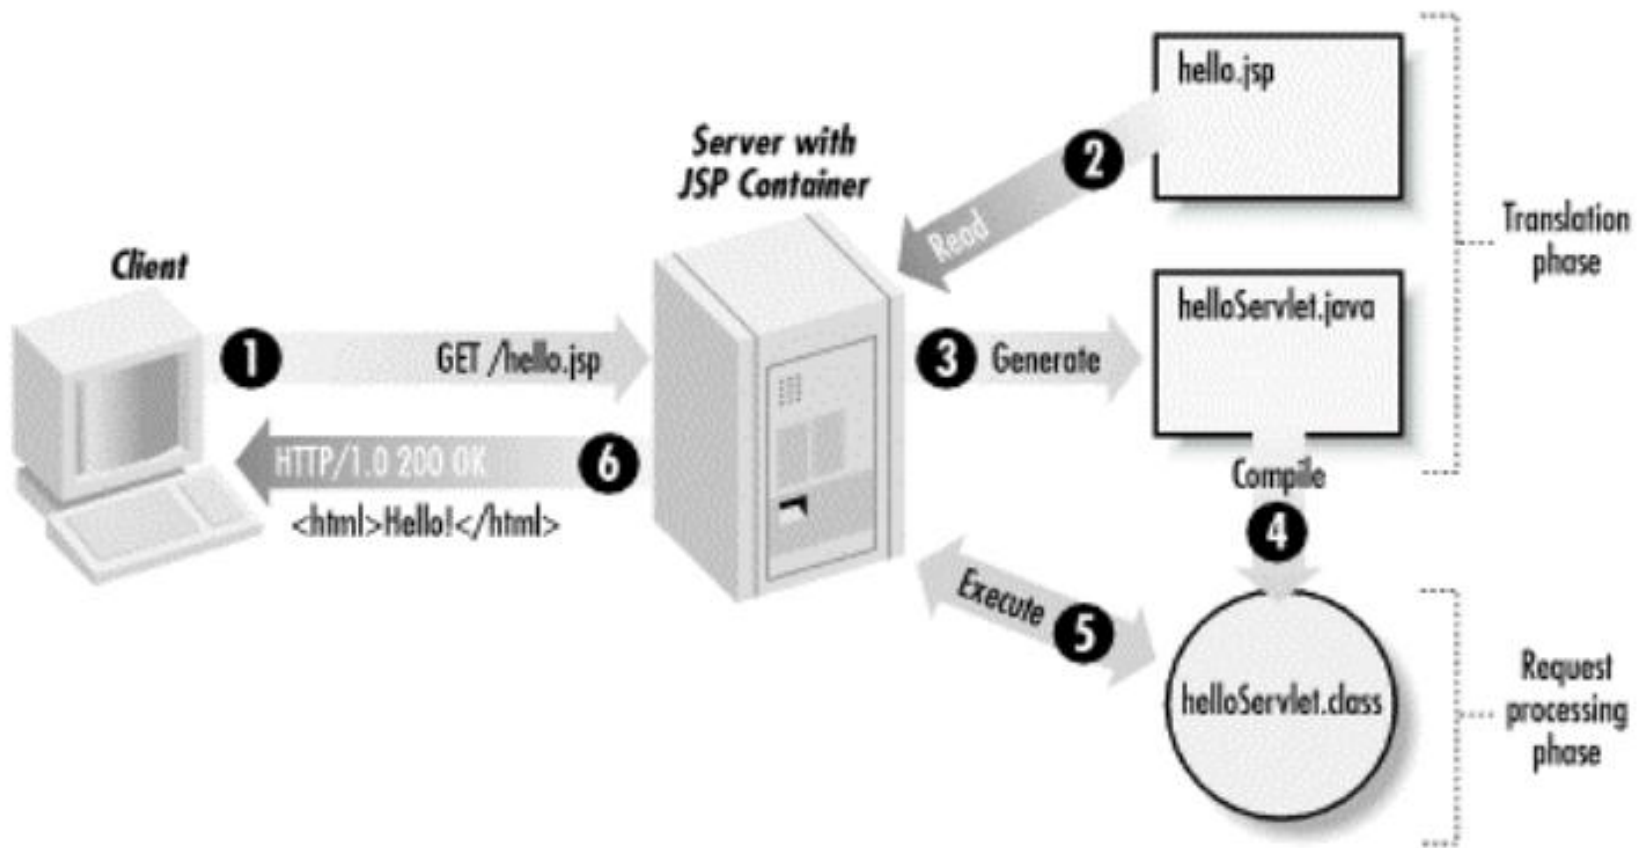 hello.jsp
2
Server with
JSP Container
Read
Translation
phase
Client
helloServlet.java
1
GET /hello.jsp
3
Generate
HTTP/1.0 200 OK
6
Compile
<html>Hello!</html>
4
Execute
5
helloServlet.class
Request
processing
phase